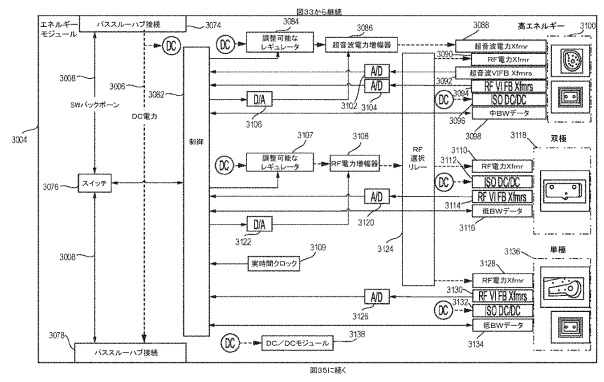 図33から継続
エネルギー
モジュール
パススルーハブ接続
3074
DC
3082
3084
DC
調整可能な
レギュレータ
3086
超音波電力増幅器
3088
超音波電力Xfmr
高エネルギー
3100
3090
RF電力Xfmr
超音波VIFB Xfmrs
3092
A/D
3102
RF VI FB Xfmrs
A/D
3104
3094
DC
ISO DC/DC
3096
D/A
3106
中BWデータ
3098
3008
3006
SWバックボーン
DC電力
3004
制御
3076
スイッチ
3107
DC
調整可能な
レギュレータ
3108
RF電力増幅器
RF
選択
リレー
3124
3118
双極
3110
RF電力Xfmr
3112
DC
ISO DC/DC
3114
RF VI FB Xfmrs
A/D
3120
3116
低BWデータ
D/A
3122
3109
実時間クロック
3008
3136
単極
3128
RF電力Xfmr
3130
RF VI FB Xfmrs
A/D
3126
3132
DC
ISO DC/DC
低BWデータ
3134
3078
パススルーハブ接続
DC
DC/DCモジュール
3138
図35に続く